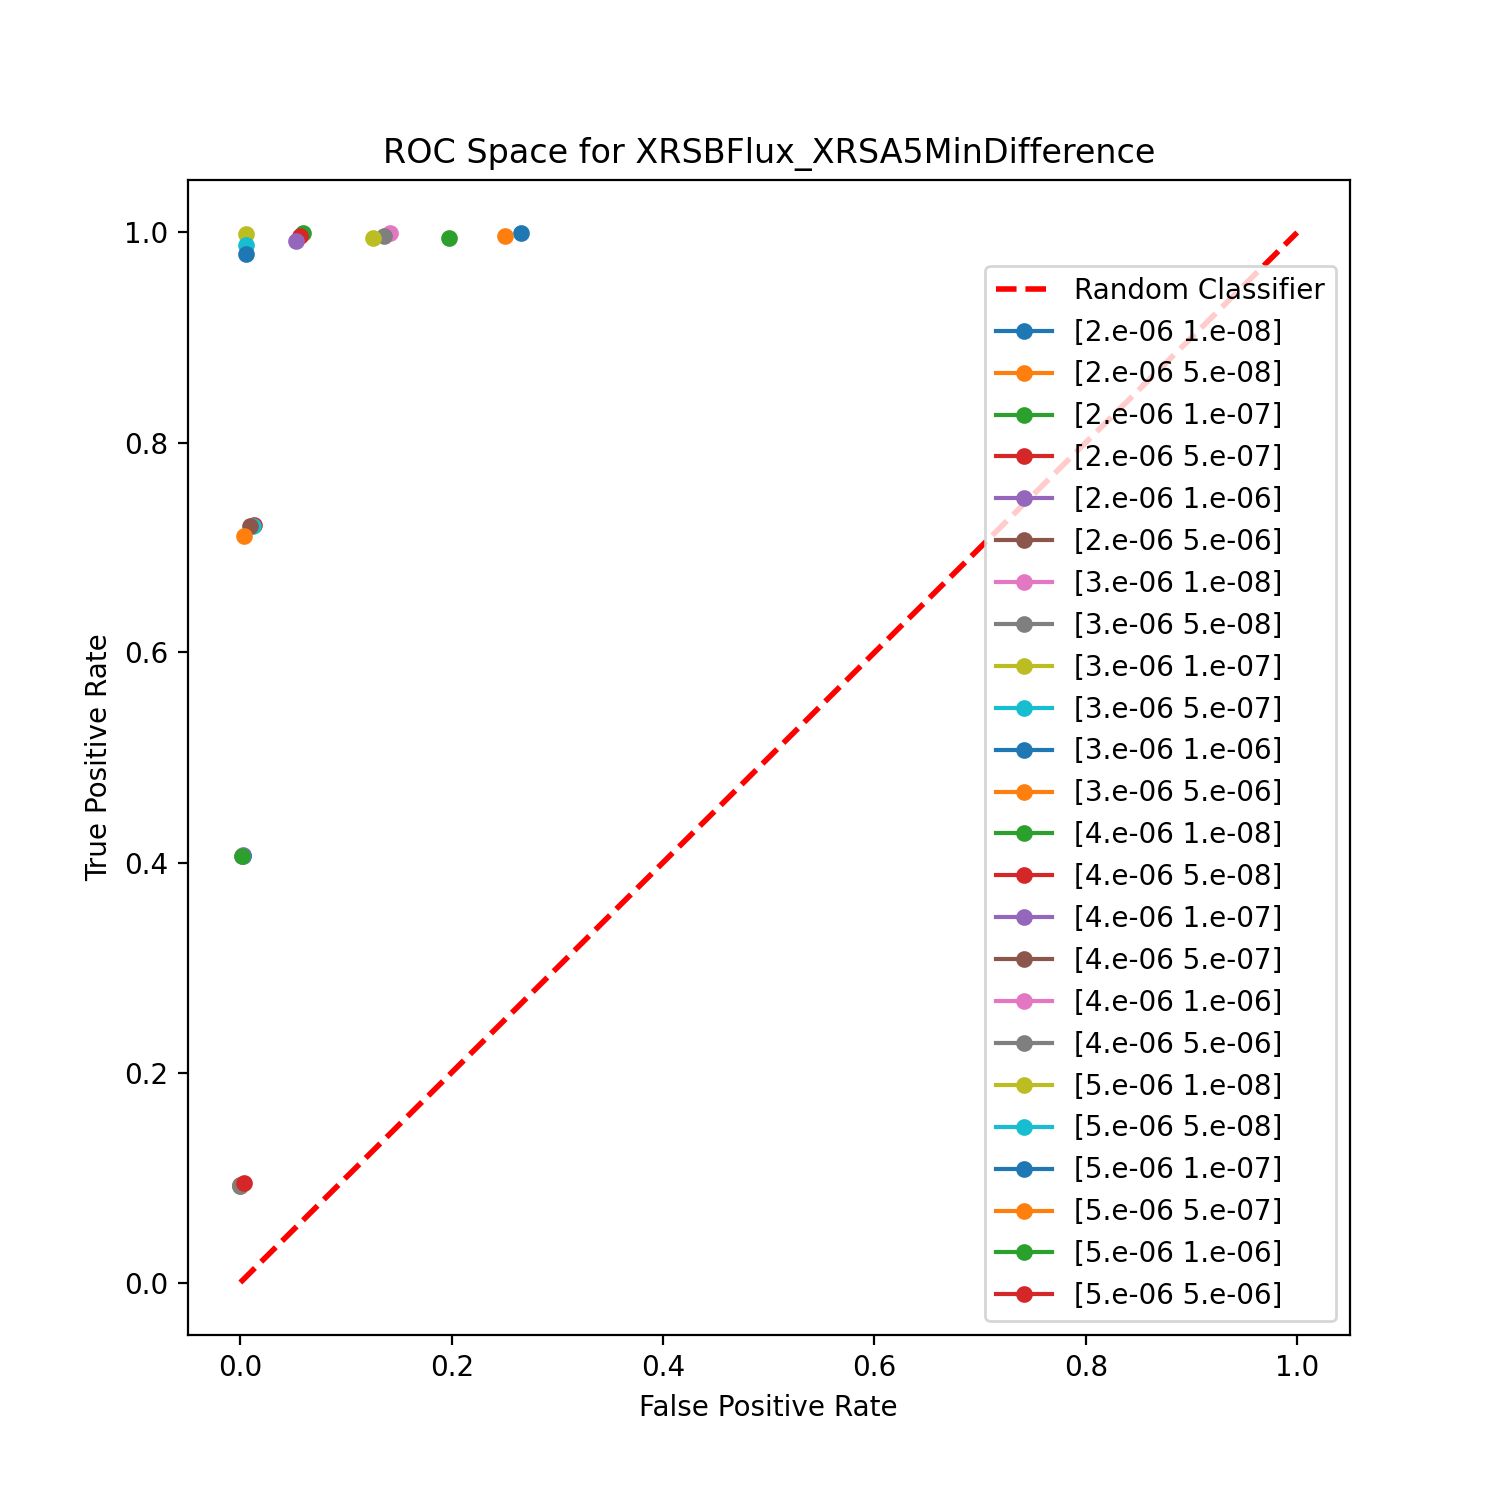 ROC Space for XRSBFlux_XRSA5MinDifference
True Positive Rate
1.0
0.8
0.6
0.4
0.2
0.0
Random Classifier
[2.e-06 1.e-08]
[2.e-06 5.e-08]
[2.e-06 1.e-07]
[2.e-06 5.e-07]
[2.e-06 1.e-06]
[2.e-06 5.e-06]
[3.e-06 1.e-08]
[3.e-06 5.e-08]
[3.e-06 1.e-07]
[3.e-06 5.e-07]
[3.e-06 1.e-06]
[3.e-06 5.e-06]
[4.e-06 1.e-08]
[4.e-06 5.e-08]
[4.e-06 1.e-07]
[4.e-06 5.e-07]
[4.e-06 1.e-06]
[4.e-06 5.e-06]
[5.e-06 1.e-08]
[5.e-06 5.e-08]
[5.e-06 1.e-07]
[5.e-06 5.e-07]
[5.e-06 1.e-06]
[5.e-06 5.e-06]
0.0 0.2 0.4 0.6 0.8 1.0
False Positive Rate